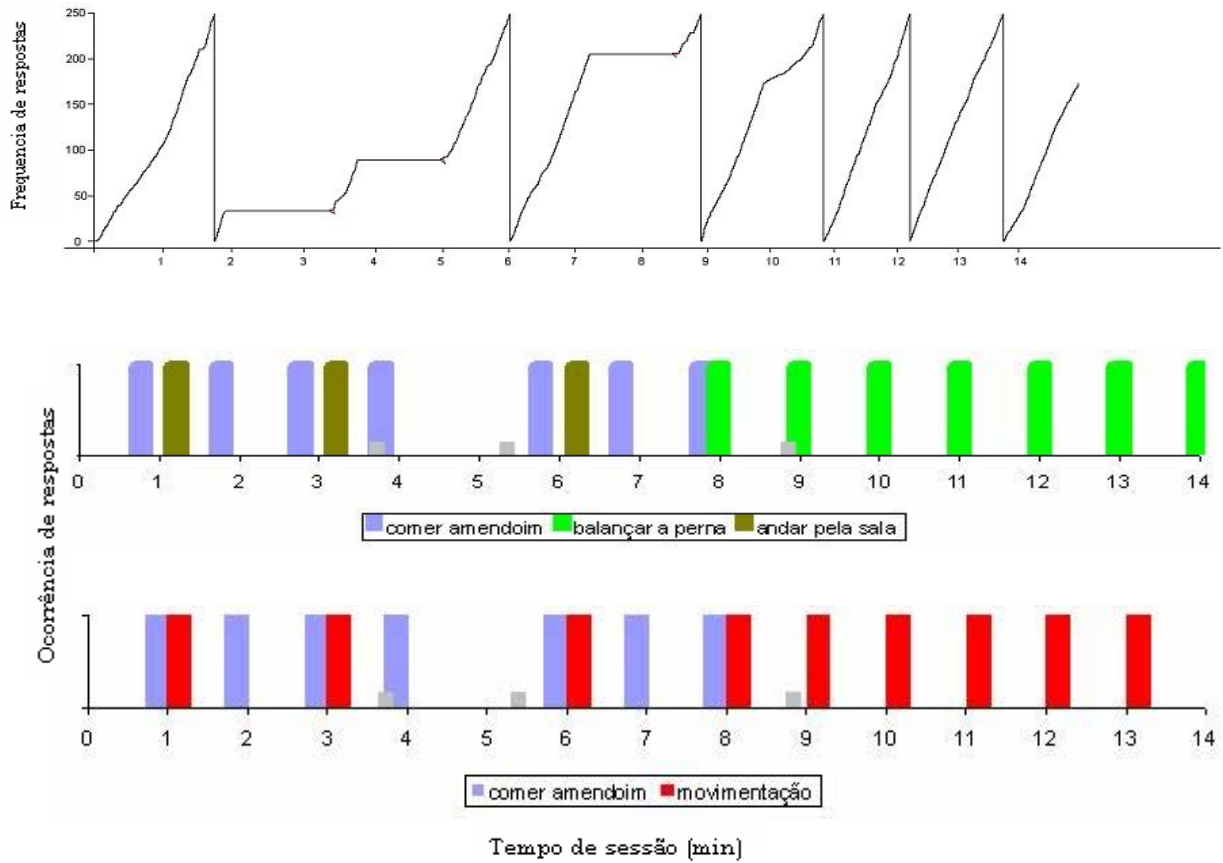 Frequencia de respostas
250
200
150
100
50
0
1 2 3 4 5 6 7 8 9 10 11 12 13 14
Ocorrência de respostas
0 1 2 3 4 5 6 7 8 9 10 11 12 13 14
comer amendoim balançar a perna andar pela sala
0 1 2 3 4 5 6 7 8 9 10 11 12 13 14
comer amendoim movimentação
Tempo de sessão (min)